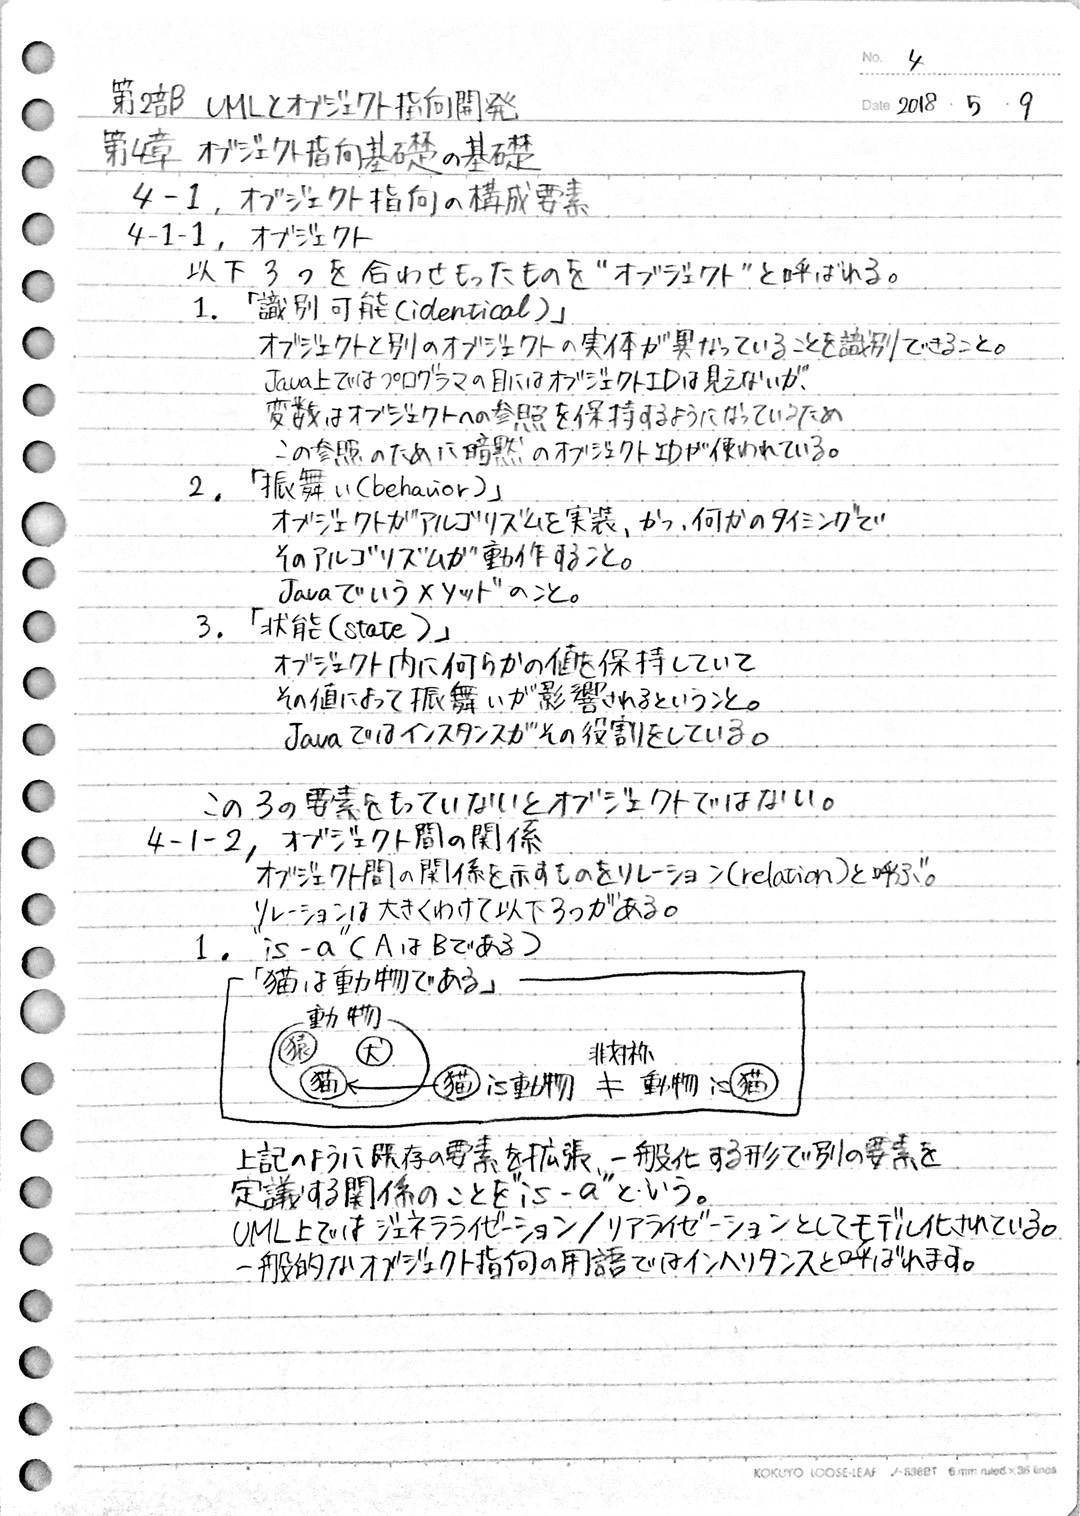 No. 4
Date 2018 · 5 · 9
第2部 UMLとオブジェクト指向開発
第4章 オブジェクト指向基礎の基礎
4-1, オブジェクト指向の構成要素
4-1-1, オブジェクト
以下3つを合わせもったものを"オブジェクト"と呼ばれる。
1. 「識別可能(identical)」
オブジェクトと別のオブジェクトの実体が異なっていることを識別できること。
Java上ではプログラマの目にはオブジェクトIDは見えないが、
変数はオブジェクトへの参照を保持するようになっているため
この参照のために暗黙のオブジェクトIDが使われている。
2. 「振舞い(behavior)」
オブジェクトがアルゴリズムを実装、かつ、何かのタイミングで
そのアルゴリズムが動作すること。
Javaでいうメソッドのこと。
3. 「状能(state)」
オブジェクト内に何らかの値を保持していて
その値によって振舞いが影響されるということ。
Javaではインスタンスがその役割をしている。
この3の要素をもっていないとオブジェクトではない。
4-1-2, オブジェクト間の関係
オブジェクト間の関係を示すものをリレーション(relation)と呼ぶ。
リレーションは大きくわけて以下3つがある。
1. "is-a"(AはBである)
「猫は動物である」
動物
猿 犬
非対称
猫 猫 is動物 ≠ 動物 is 猫
上記のように既存の要素を拡張、一般化する形で別の要素を
定議する関係のことを"is-a"という。
UML上ではジェネラライゼーション/リアライゼーションとしてモデル化されている。
一般的なオブジェクト指向の用語ではインヘリタンスと呼ばれます。
KOKUYO LOOSE-LEAF ノ-836BT 6 mm ruled×36 lines